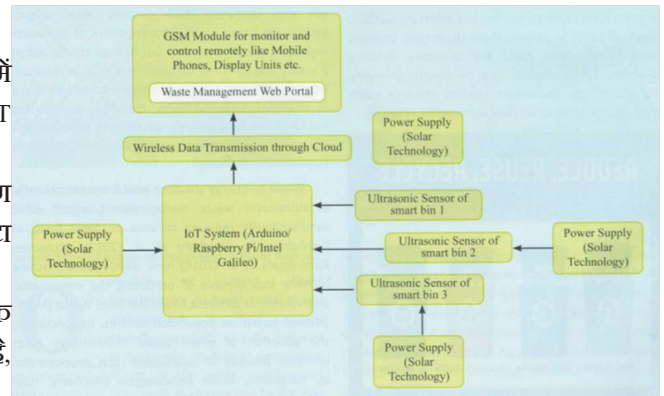 GSM Module for monitor and
control remotely like Mobile
Phones, Display Units etc.
Waste Management Web Portal
Wireless Data Transmission through Cloud
Power Supply
(Solar
Technology)
Ultrasonic Sensor of
smart bin 1
Power Supply
(Solar
Technology)
IoT System (Arduino/
Raspberry Pi/Intel
Galileo)
Ultrasonic Sensor of
smart bin 2
Power Supply
(Solar
Technology)
Ultrasonic Sensor of
smart bin 3
Power Supply
(Solar
Technology)